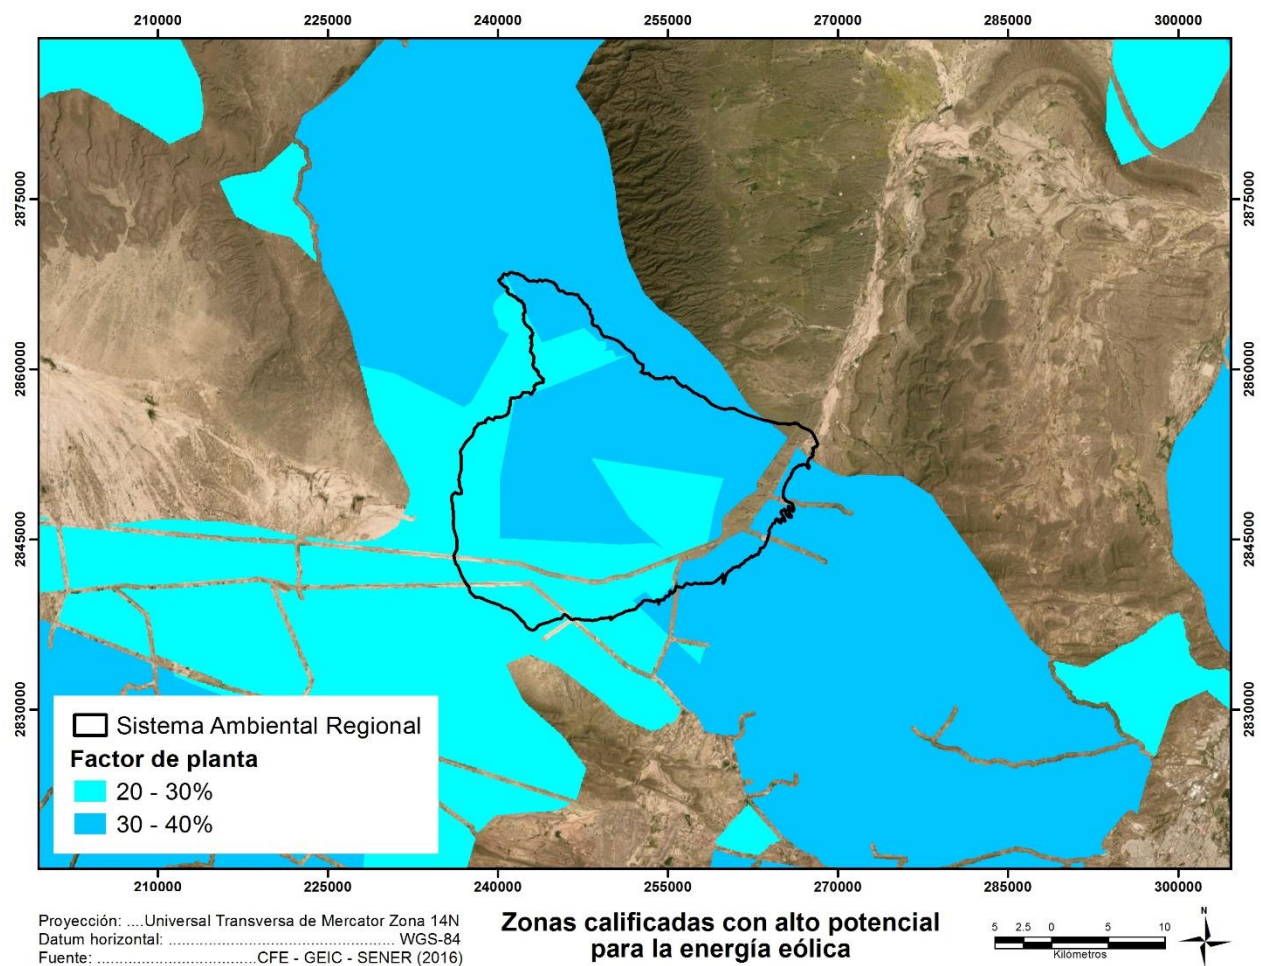 210000 225000 240000 255000 270000 285000 300000
2875000 2875000
2860000 2860000
2845000 2845000
2830000 2830000
Sistema Ambiental Regional
Factor de planta
20 - 30%
30 - 40%
210000 225000 240000 255000 270000 285000 300000
Proyección: ....Universal Transversa de Mercator Zona 14N
Datum horizontal: ........................................ WGS-84
Fuente: ............................CFE - GEIC - SENER (2016)
Zonas calificadas con alto potencial
para la energía eólica
5 2.5 0 5 10
Kilómetros
N